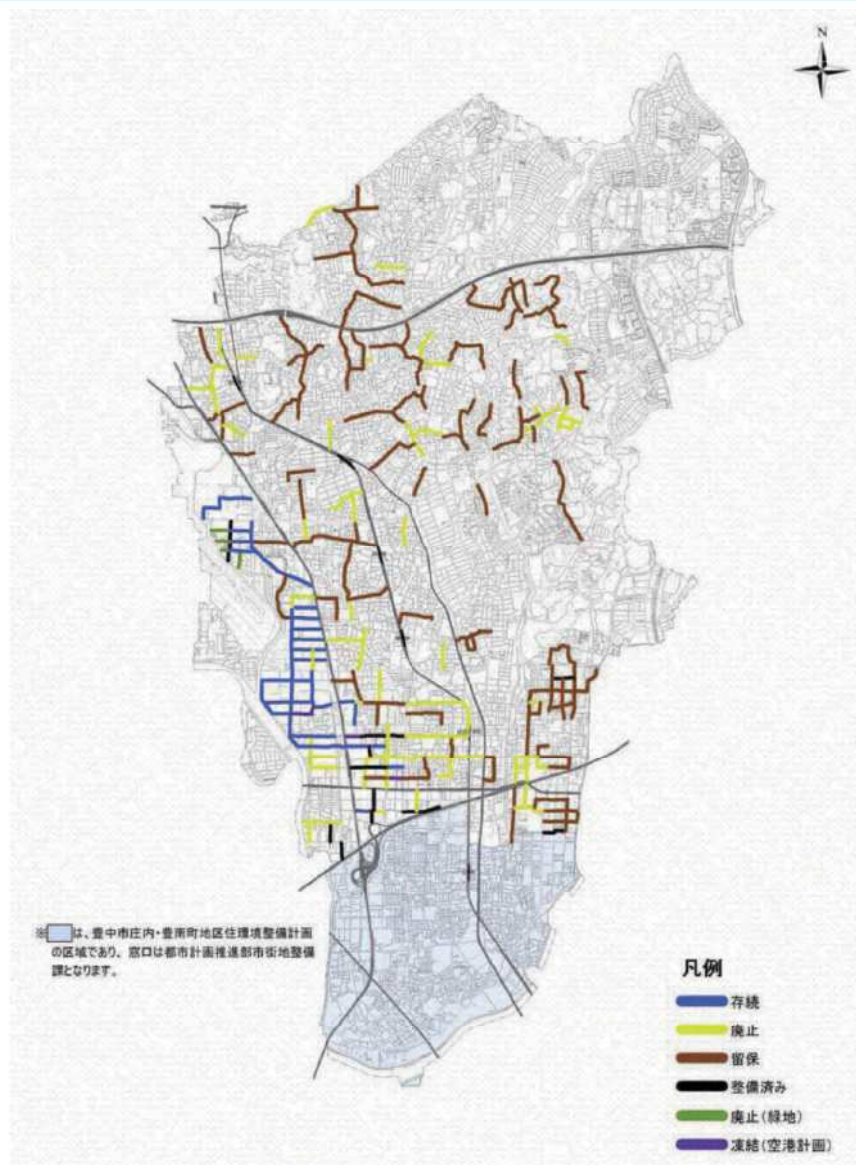 N
※は、豊中市庄内・豊南町地区住環境整備計画
の区域であり、窓口は都市計画推進部市街地整備
課となります。
凡例
存続
廃止
留保
整備済み
廃止(緑地)
凍結(空港計画)